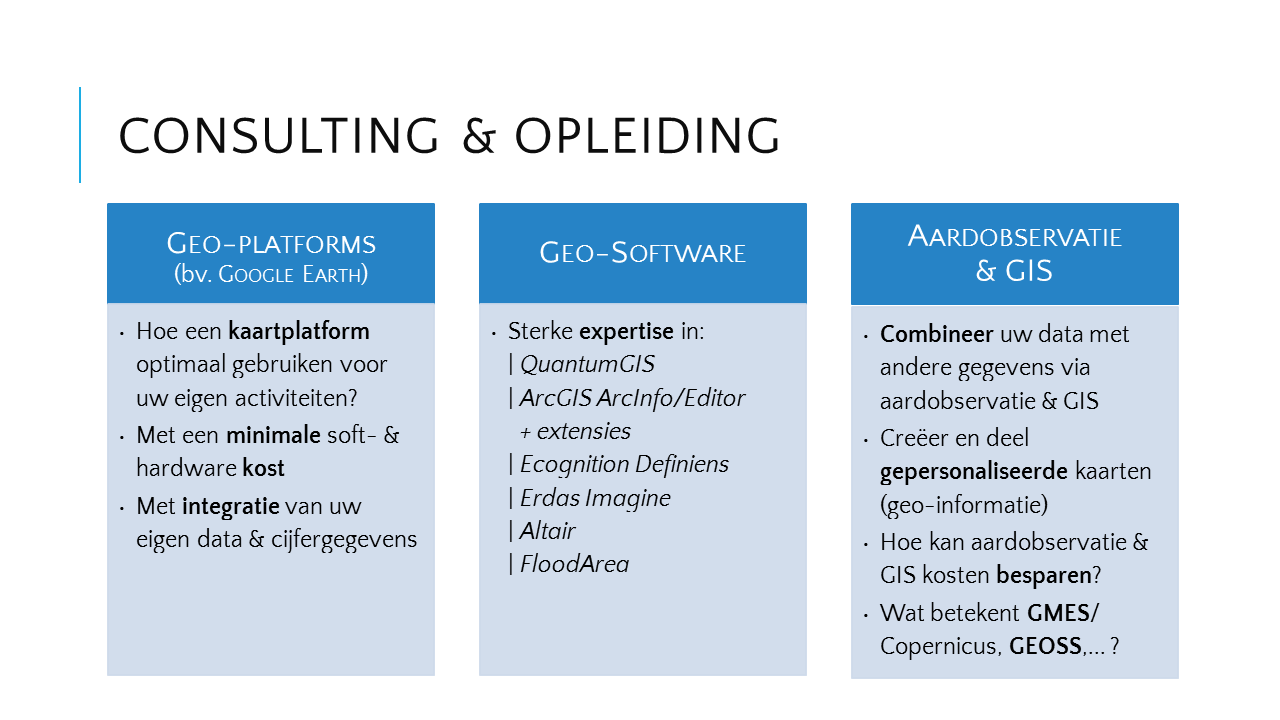 CONSULTING & OPLEIDING
GEO-PLATFORMS
(bv. GOOGLE EARTH)
• Hoe een kaartplatform
optimaal gebruiken voor
uw eigen activiteiten?
• Met een minimale soft- &
hardware kost
• Met integratie van uw
eigen data & cijfergegevens
GEO-SOFTWARE
• Sterke expertise in:
| QuantumGIS
| ArcGIS ArcInfo/Editor
+ extensies
| Ecognition Definiens
| Erdas Imagine
| Altair
| FloodArea
AARDOBSERVATIE
& GIS
• Combineer uw data met
andere gegevens via
aardobservatie & GIS
• Creëer en deel
gepersonaliseerde kaarten
(geo-informatie)
• Hoe kan aardobservatie &
GIS kosten besparen?
• Wat betekent GMES/
Copernicus, GEOSS,... ?